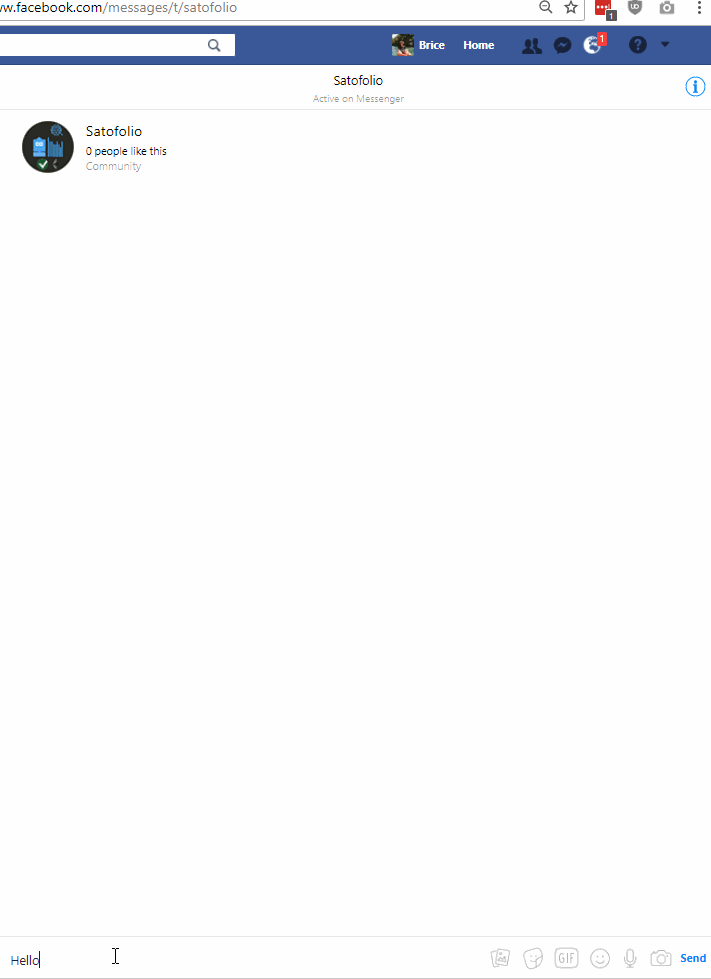 w.facebook.com/messages/t/satofolio
1
UD
Brice
Home
1
?
Satofolio
Active on Messenger
Satofolio
0 people like this
Community
Hello
GIF
Send